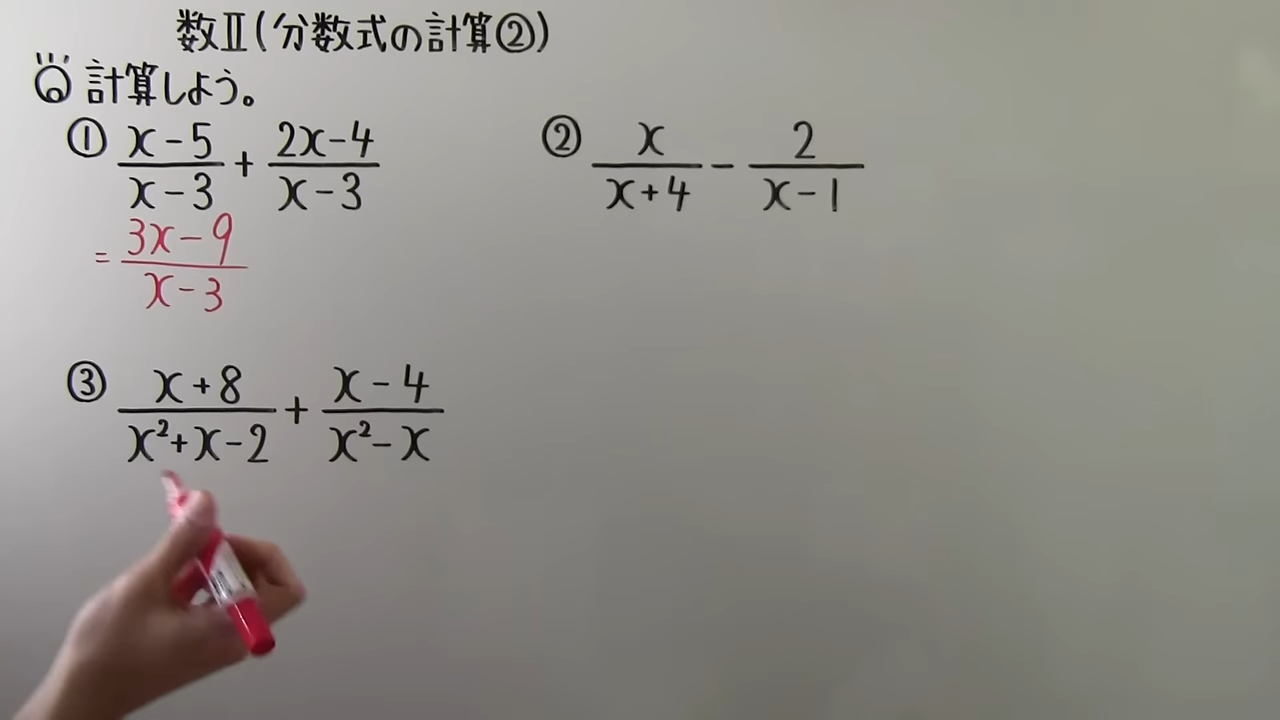 数Ⅱ(分数式の計算②)
Q 計算しよう。
① (x-5)/(x-3) + (2x-4)/(x-3)
= (3x-9)/(x-3)
② x/(x+4) - 2/(x-1)
③ (x+8)/(x²+x-2) + (x-4)/(x²-x)